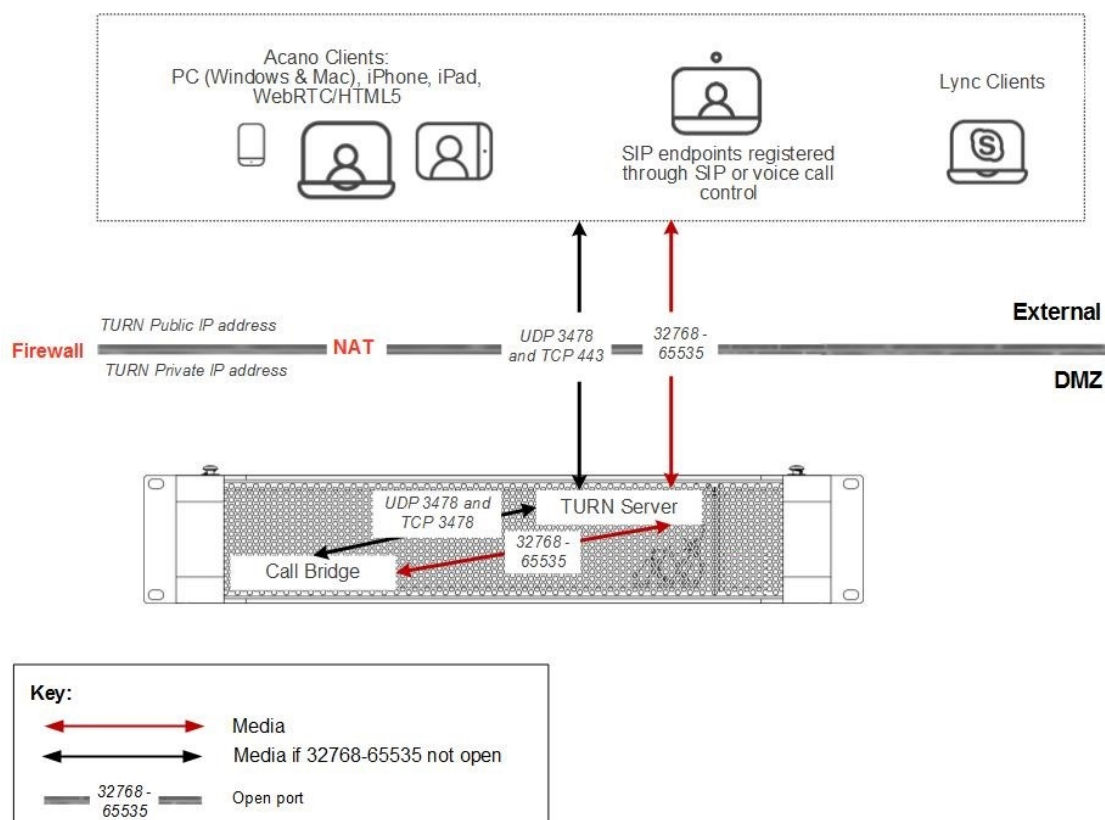 Acano Clients:
PC (Windows & Mac), iPhone, iPad,
WebRTC/HTML5
SIP endpoints registered
through SIP or voice call
control
Lync Clients
S
External
TURN Public IP address
Firewall
NAT
UDP 3478
and TCP 443
32768 -
65535
TURN Private IP address
DMZ
UDP 3478 and
TCP 3478
TURN Server
32768 -
65535
Call Bridge
Key:
Media
Media if 32768-65535 not open
32768 -
65535
Open port